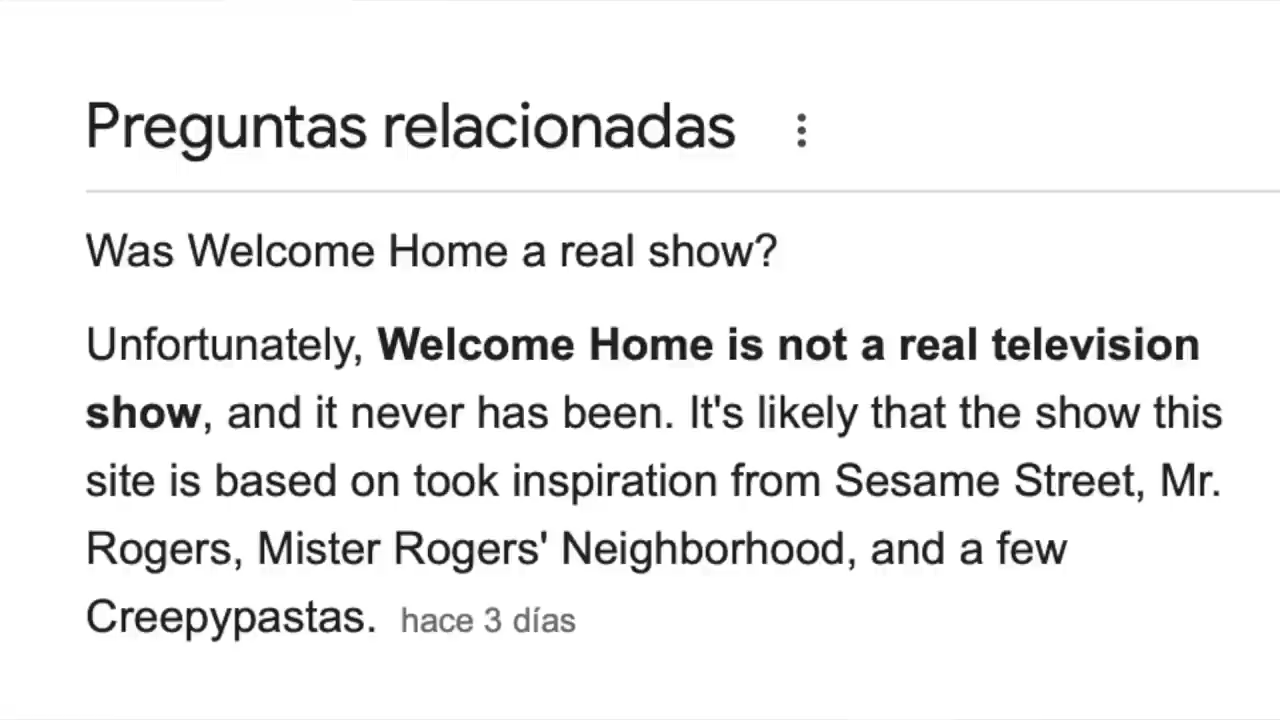 Preguntas relacionadas
Was Welcome Home a real show?
Unfortunately, Welcome Home is not a real television
show, and it never has been. It's likely that the show this
site is based on took inspiration from Sesame Street, Mr.
Rogers, Mister Rogers' Neighborhood, and a few
Creepypastas. hace 3 días